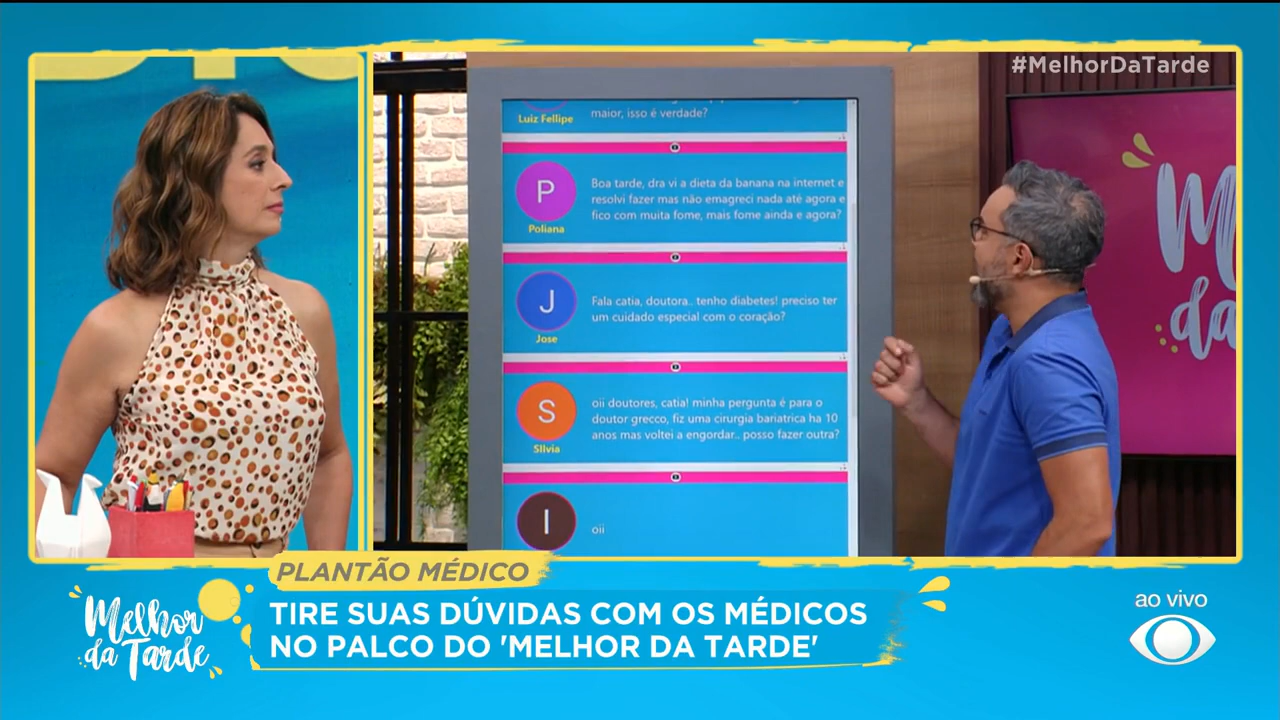 #MelhorDaTarde
Luiz Fellipe
maior, isso é verdade?
P
Poliana
Boa tarde, dra vi a dieta da banana na internet e
resolvi fazer mas não emagreci nada até agora e
fico com muita fome, mais fome ainda e agora?
J
Jose
Fala catia, doutora.. tenho diabetes! preciso ter
um cuidado especial com o coração?
S
SIlvia
oii doutores, catia! minha pergunta é para o
doutor grecco, fiz uma cirurgia bariatrica ha 10
anos mas voltei a engordar.. posso fazer outra?
I
oii
M
da
PLANTÃO MÉDICO
TIRE SUAS DÚVIDAS COM OS MÉDICOS
NO PALCO DO 'MELHOR DA TARDE'
Melhor
da Tarde
ao vivo